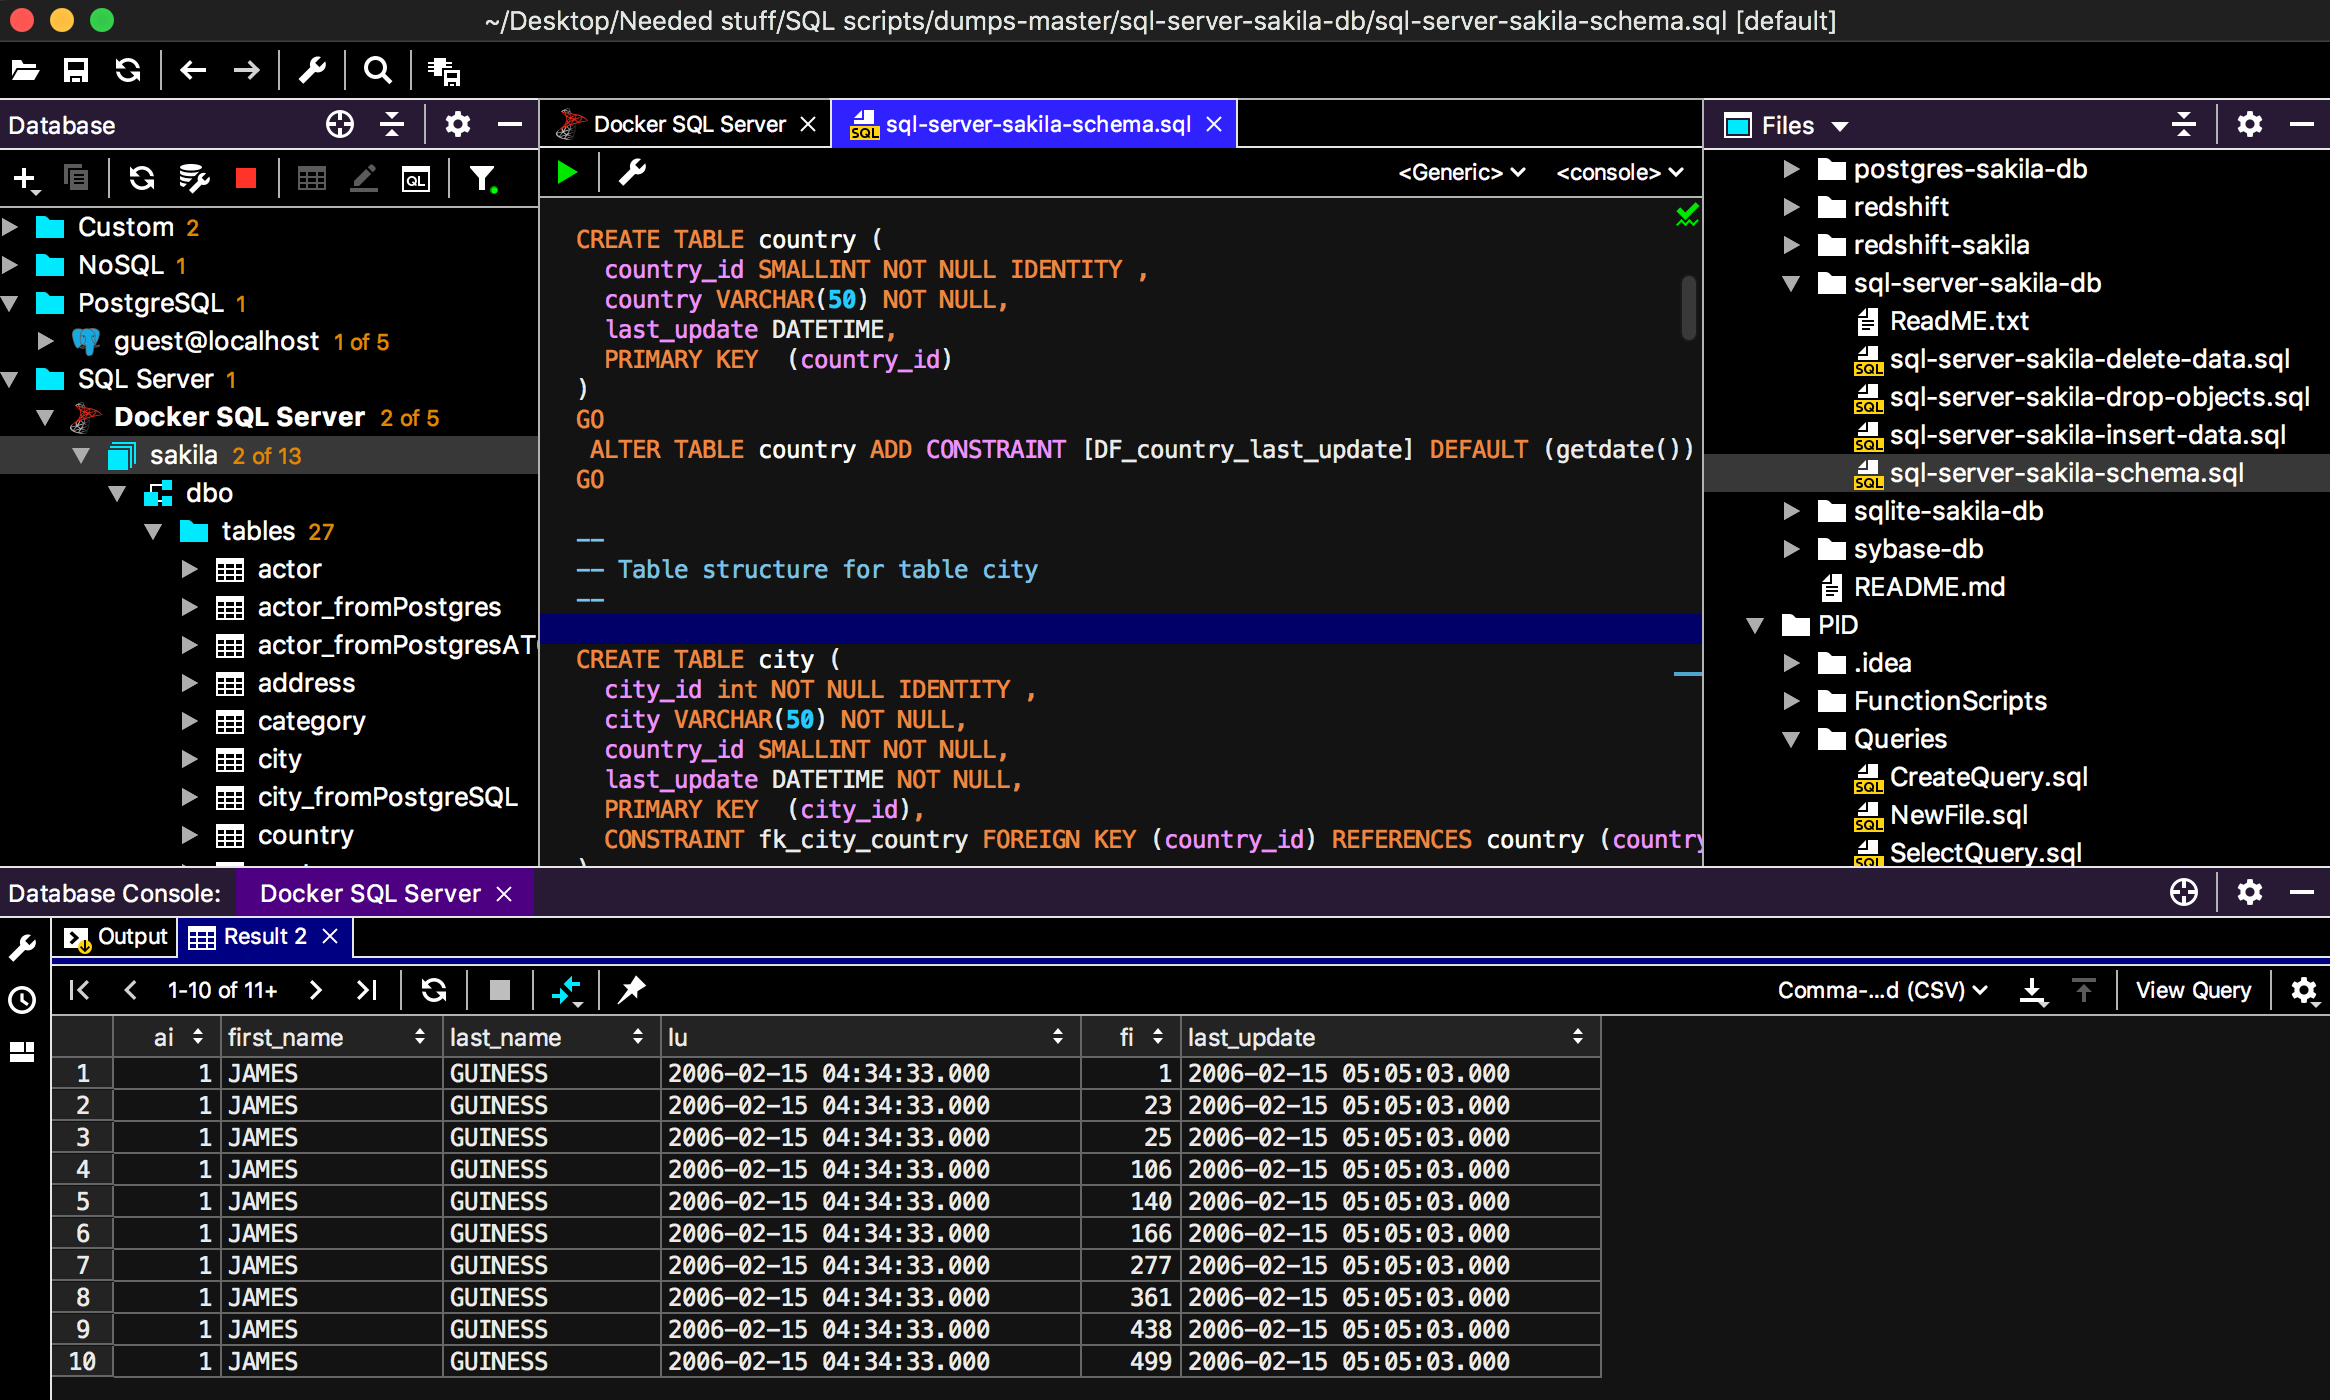 ~/Desktop/Needed stuff/SQL scripts/dumps-master/sql-server-sakila-db/sql-server-sakila-schema.sql [default]
Database
Custom 2
NoSQL 1
PostgreSQL 1
guest@localhost 1 of 5
SQL Server 1
Docker SQL Server 2 of 5
sakila 2 of 13
dbo
tables 27
actor
actor_fromPostgres
actor_fromPostgresAT
address
category
city
city_fromPostgreSQL
country
Docker SQL Server
SQL sql-server-sakila-schema.sql
<Generic> <console>
CREATE TABLE country (
country_id SMALLINT NOT NULL IDENTITY ,
country VARCHAR(50) NOT NULL,
last_update DATETIME,
PRIMARY KEY  (country_id)
)
GO
ALTER TABLE country ADD CONSTRAINT [DF_country_last_update] DEFAULT (getdate())
GO
--
-- Table structure for table city
--
CREATE TABLE city (
city_id int NOT NULL IDENTITY ,
city VARCHAR(50) NOT NULL,
country_id SMALLINT NOT NULL,
last_update DATETIME NOT NULL,
PRIMARY KEY  (city_id),
CONSTRAINT fk_city_country FOREIGN KEY (country_id) REFERENCES country (country
Files
postgres-sakila-db
redshift
redshift-sakila
sql-server-sakila-db
ReadME.txt
SQL sql-server-sakila-delete-data.sql
SQL sql-server-sakila-drop-objects.sql
SQL sql-server-sakila-insert-data.sql
SQL sql-server-sakila-schema.sql
sqlite-sakila-db
sybase-db
README.md
PID
.idea
FunctionScripts
Queries
SQL CreateQuery.sql
SQL NewFile.sql
SQL SelectQuery.sql
Database Console: Docker SQL Server
Output Result 2
1-10 of 11+ Comma-...d (CSV) View Query
ai first_name last_name lu fi last_update
1 1 JAMES GUINESS 2006-02-15 04:34:33.000 1 2006-02-15 05:05:03.000
2 1 JAMES GUINESS 2006-02-15 04:34:33.000 23 2006-02-15 05:05:03.000
3 1 JAMES GUINESS 2006-02-15 04:34:33.000 25 2006-02-15 05:05:03.000
4 1 JAMES GUINESS 2006-02-15 04:34:33.000 106 2006-02-15 05:05:03.000
5 1 JAMES GUINESS 2006-02-15 04:34:33.000 140 2006-02-15 05:05:03.000
6 1 JAMES GUINESS 2006-02-15 04:34:33.000 166 2006-02-15 05:05:03.000
7 1 JAMES GUINESS 2006-02-15 04:34:33.000 277 2006-02-15 05:05:03.000
8 1 JAMES GUINESS 2006-02-15 04:34:33.000 361 2006-02-15 05:05:03.000
9 1 JAMES GUINESS 2006-02-15 04:34:33.000 438 2006-02-15 05:05:03.000
10 1 JAMES GUINESS 2006-02-15 04:34:33.000 499 2006-02-15 05:05:03.000